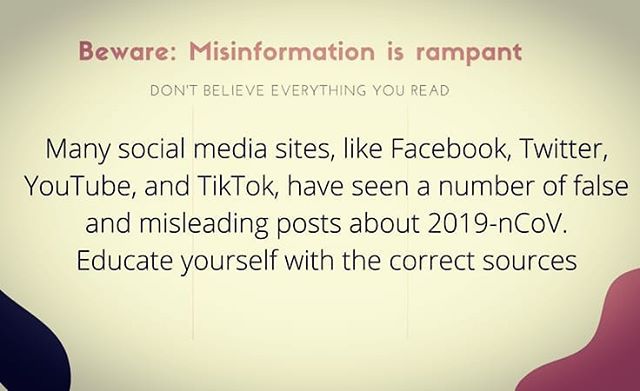 Beware: Misinformation is rampant
DON'T BELIEVE EVERYTHING YOU READ
Many social media sites, like Facebook, Twitter,
YouTube, and TikTok, have seen a number of false
and misleading posts about 2019-nCoV.
Educate yourself with the correct sources